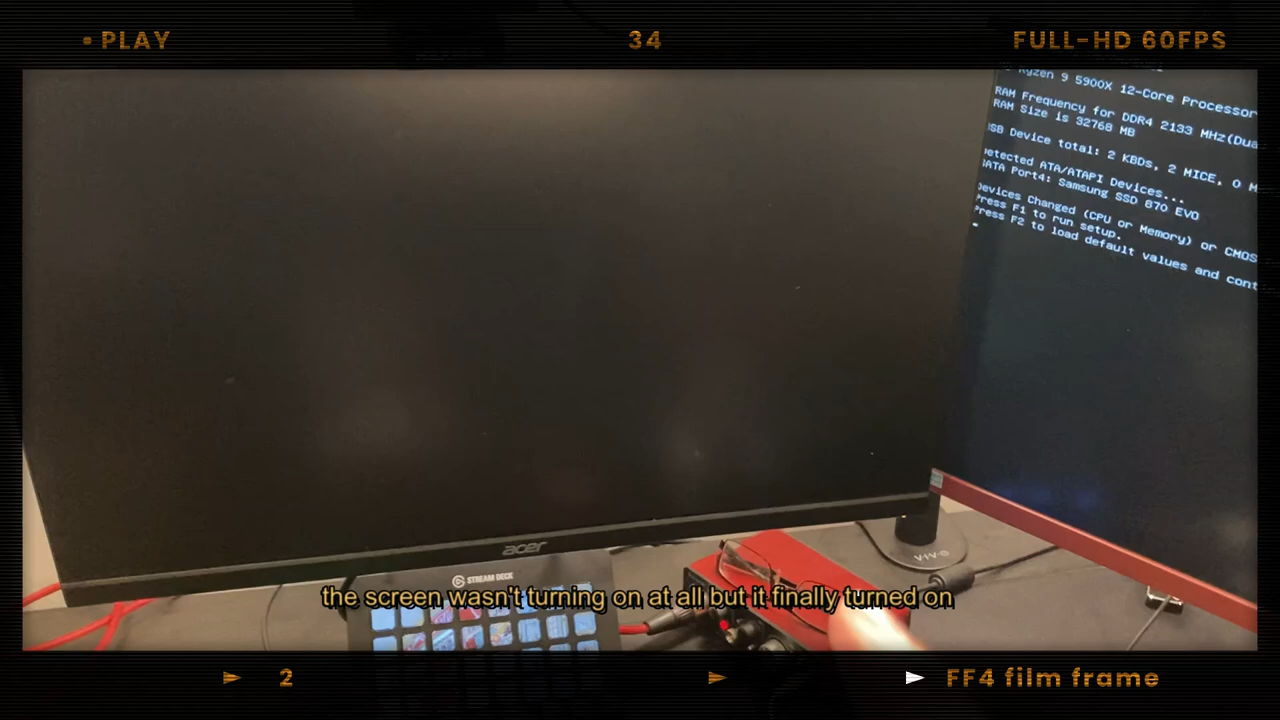 PLAY
34
FULL-HD 60FPS
Ryzen 9 5900X 12-Core Processor
RAM Frequency for DDR4 2133 MHz(Dua
RAM Size is 32768 MB
USB Device total: 2 KBDs, 2 MICE, 0 M
Detected ATA/ATAPI Devices...
SATA Port4: Samsung SSD 870 EVO
Devices Changed (CPU or Memory) or CMOS
Press F1 to run setup.
Press F2 to load default values and cont
acer
VIVO
STREAM DECK
the screen wasn't turning on at all but it finally turned on
2
FF4 film frame